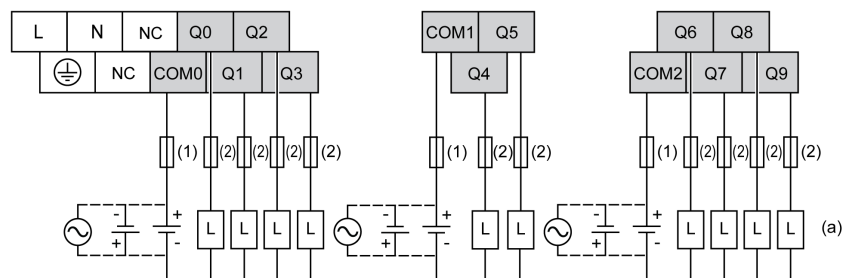 L N NC Q0 Q2 COM1 Q5 Q6 Q8
NC COM0 Q1 Q3 Q4 COM2 Q7 Q9
(1) (2) (2) (2) (2) (1) (2) (2) (1) (2) (2) (2) (2)
- + - + - +
+ - L L L L + - L L + - L L L L (a)